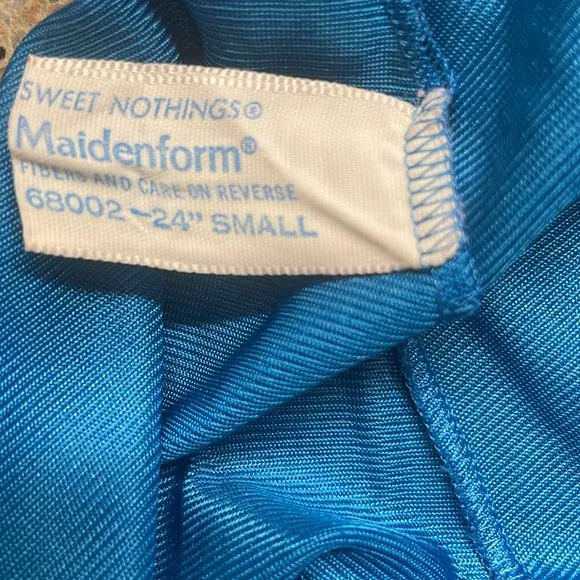 SWEET NOTHINGS®
Maidenform®
FIBERS AND CARE ON REVERSE
68002-24" SMALL